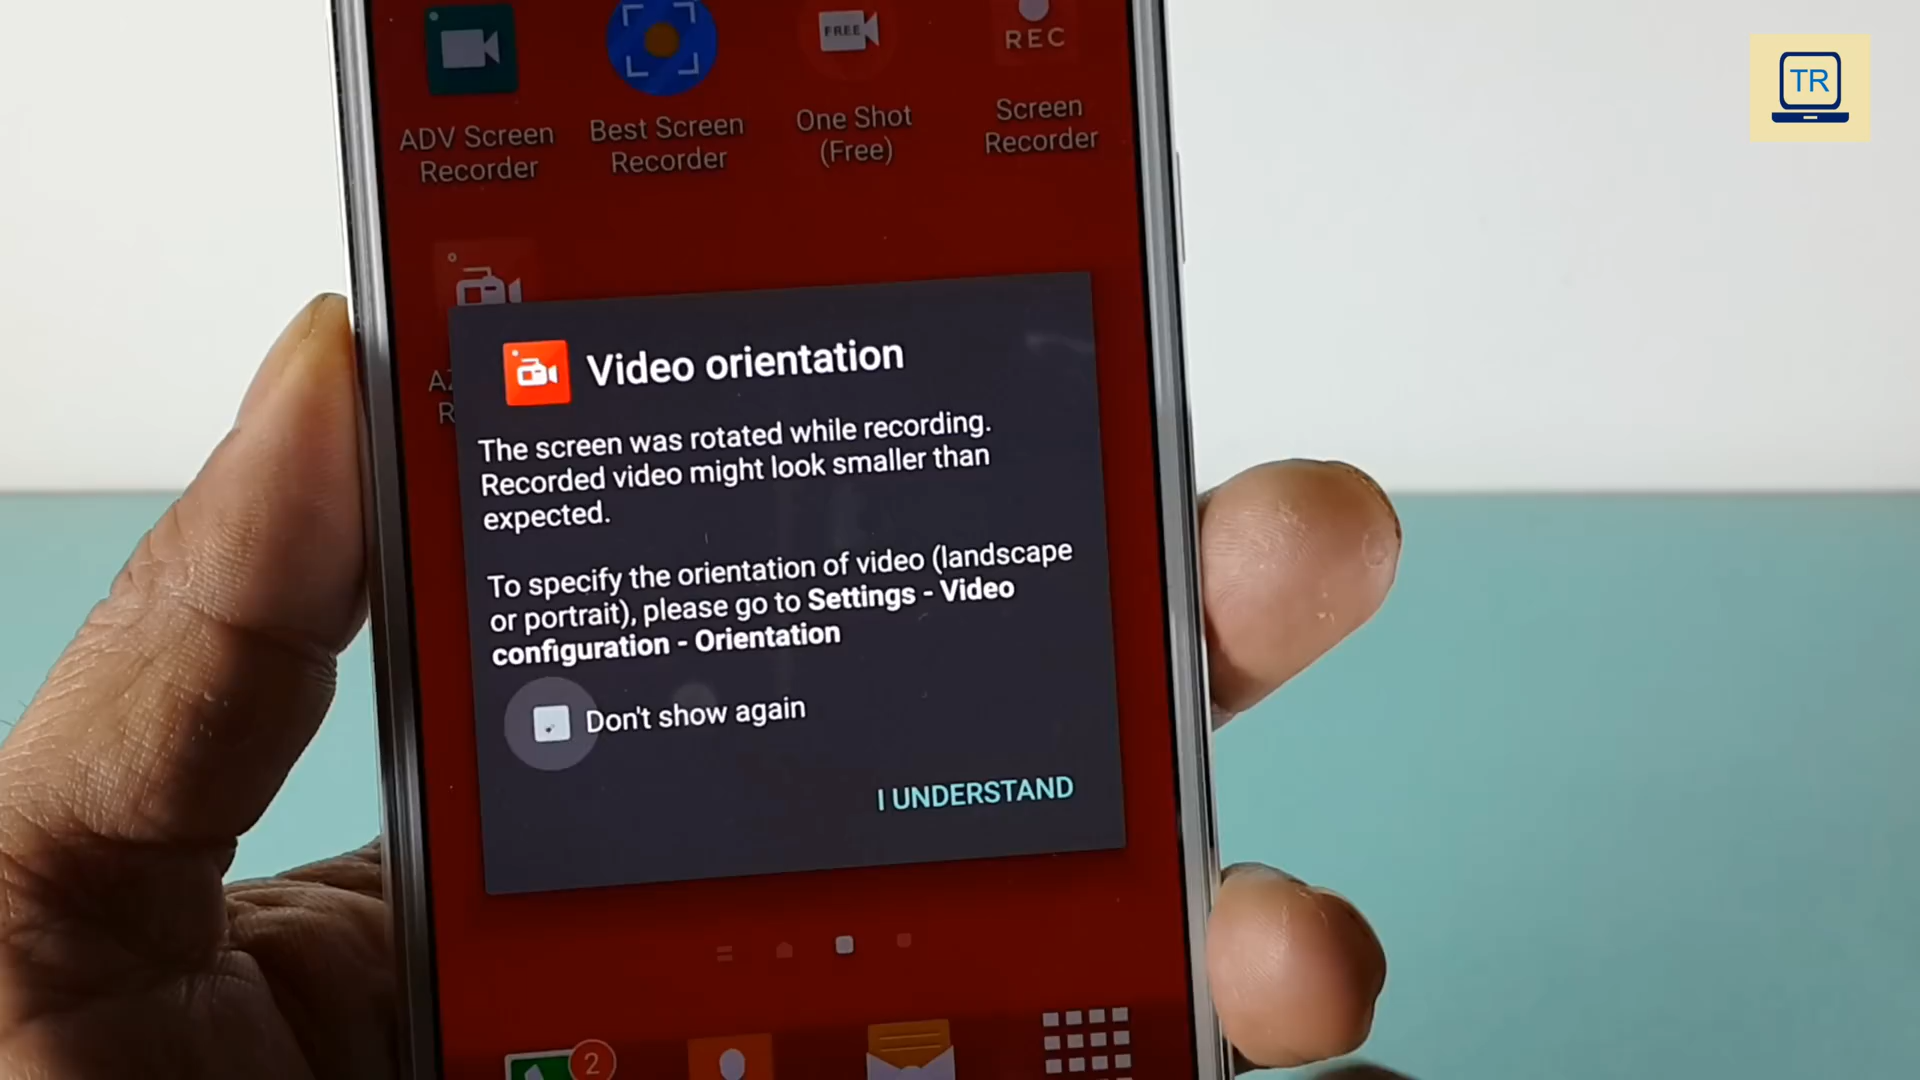 TR
FREE
REC
ADV Screen
Recorder
Best Screen
Recorder
One Shot
(Free)
Screen
Recorder
Video orientation
The screen was rotated while recording.
Recorded video might look smaller than
expected.
To specify the orientation of video (landscape
or portrait), please go to Settings - Video
configuration - Orientation
Don't show again
I UNDERSTAND
2